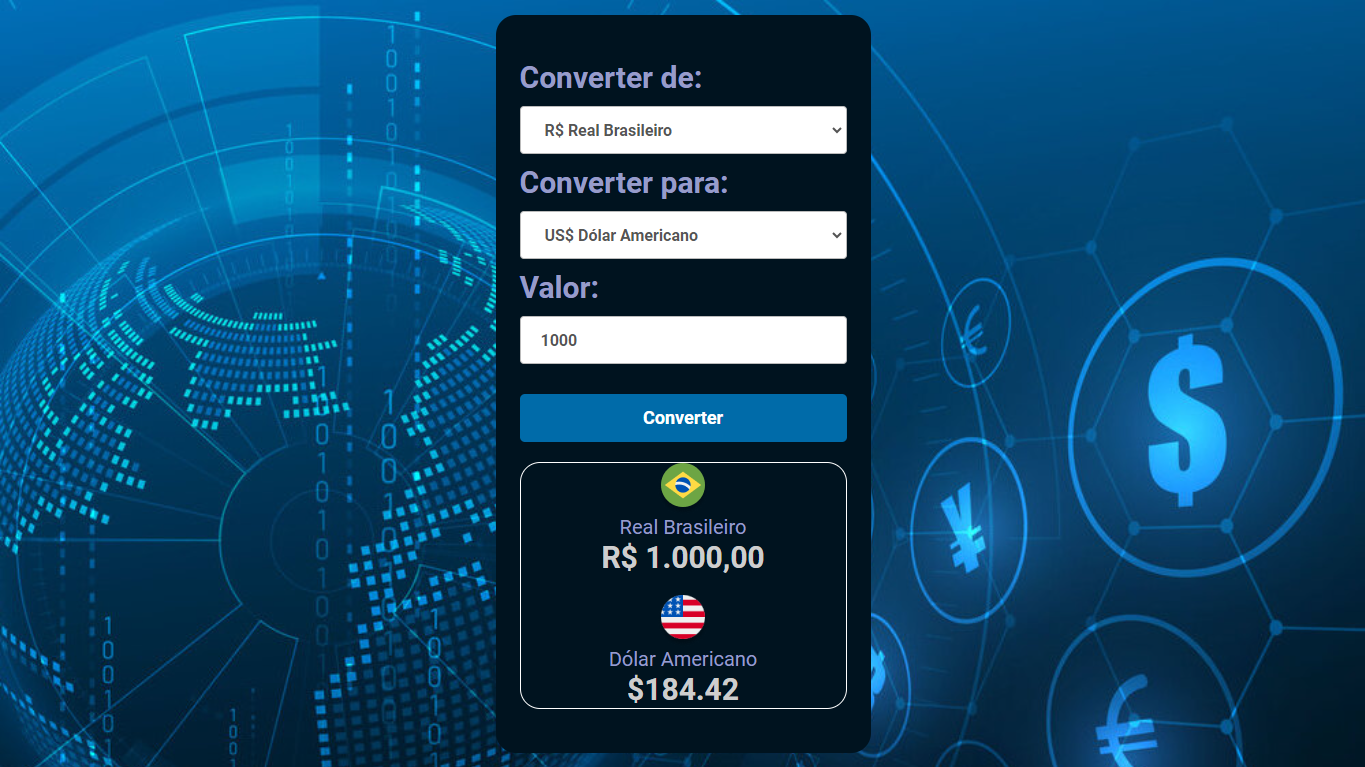 Converter de:
R$ Real Brasileiro
Converter para:
US$ Dólar Americano
Valor:
1000
Converter
Real Brasileiro
R$ 1.000,00
Dólar Americano
$184.42